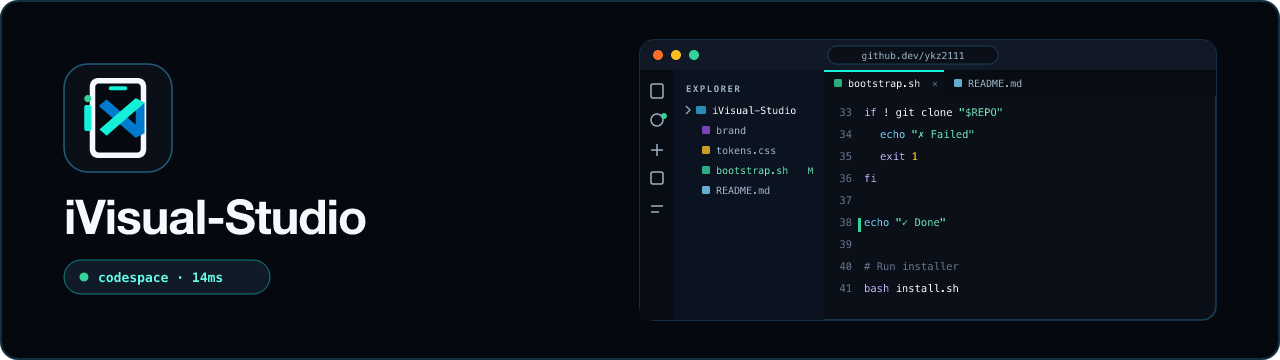 iVisual-Studio
codespace · 14ms
github.dev/ykz2111
EXPLORER
iVisual-Studio
brand
tokens.css
bootstrap.sh M
README.md
bootstrap.sh ×
README.md
33 if ! git clone "$REPO"
34 echo "✗ Failed"
35 exit 1
36 fi
37
38 echo "✓ Done"
39
40 # Run installer
41 bash install.sh